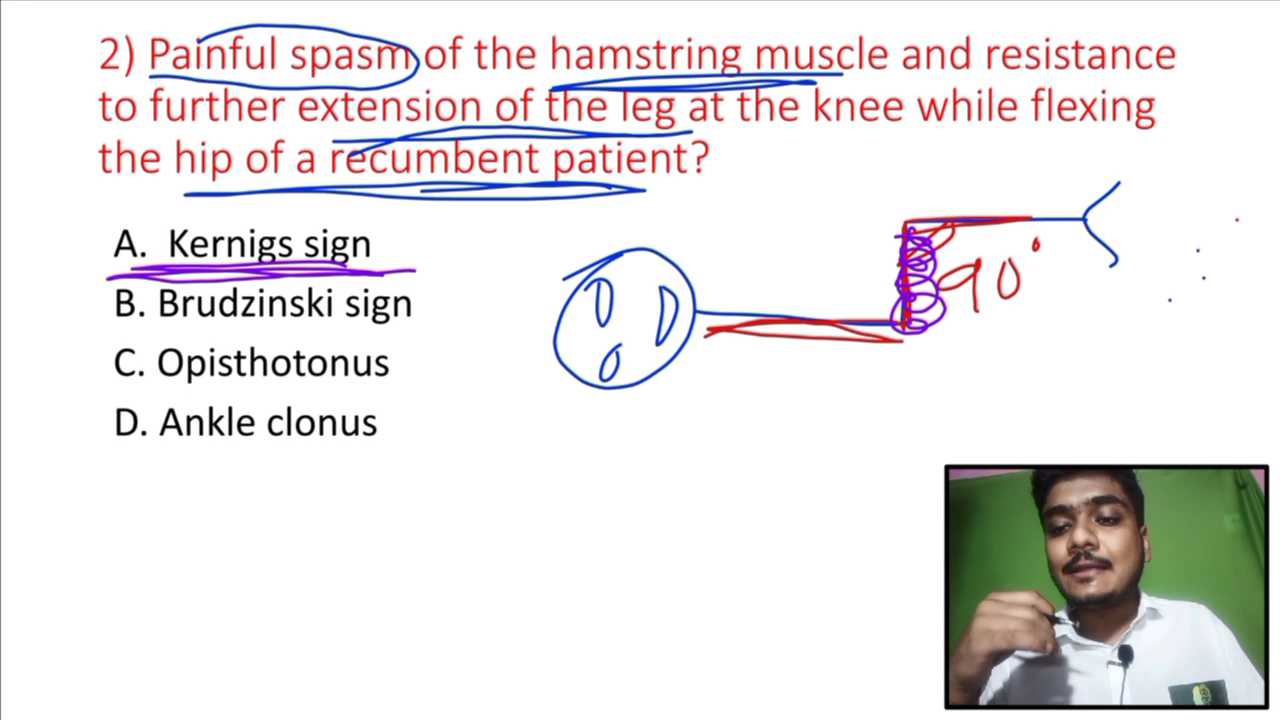 2) Painful spasm of the hamstring muscle and resistance
to further extension of the leg at the knee while flexing
the hip of a recumbent patient?
A. Kernigs sign
B. Brudzinski sign
C. Opisthotonus
D. Ankle clonus
90°